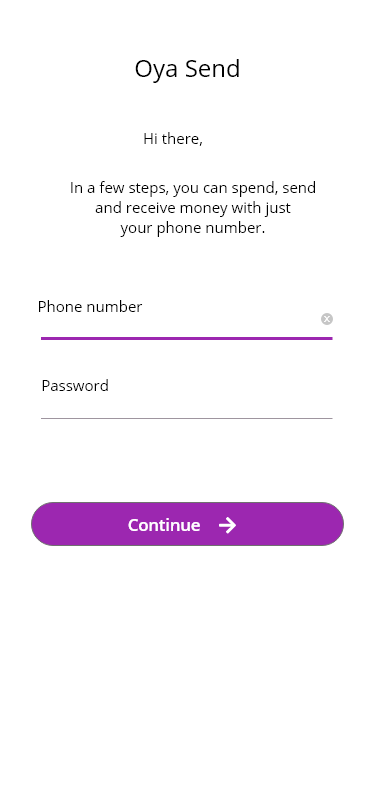 Oya Send
Hi there,
In a few steps, you can spend, send
and receive money with just
your phone number.
Phone number
Password
Continue